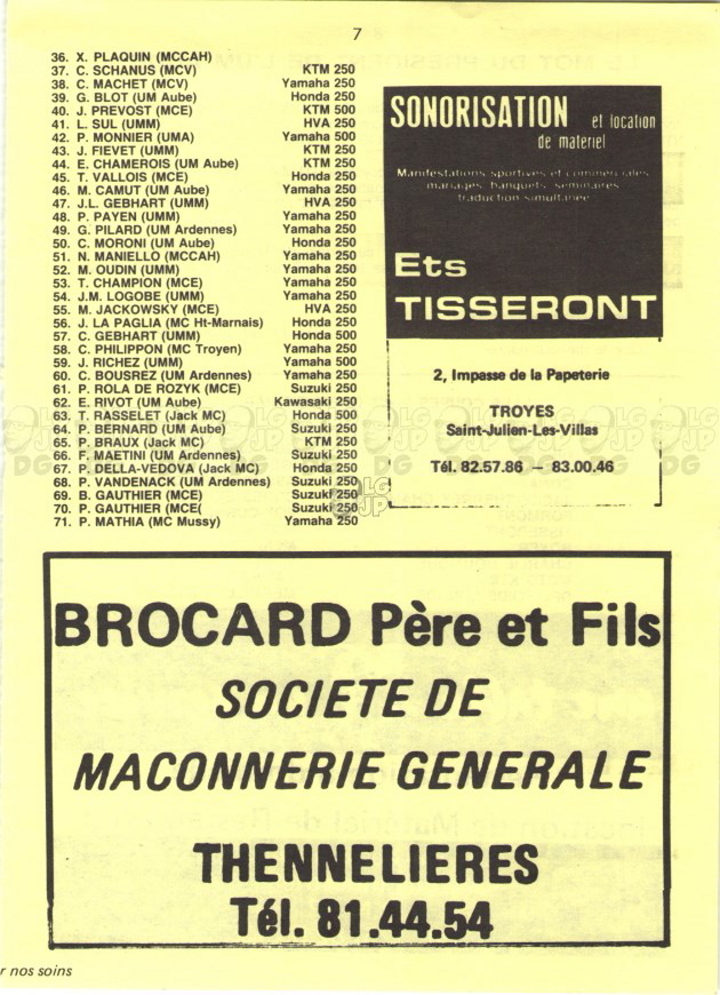 7
36. X. PLAQUIN (MCCAH)
37. C. SCHANUS (MCV) KTM 250
38. C. MACHET (MCV) Yamaha 250
39. G. BLOT (UM Aube) Honda 250
40. J. PREVOST (MCE) KTM 500
41. L. SUL (UMM) HVA 250
42. P. MONNIER (UMA) Yamaha 500
43. J. FIEVET (UMM) KTM 250
44. E. CHAMEROIS (UM Aube) KTM 250
45. T. VALLOIS (MCE) Honda 250
46. M. CAMUT (UM Aube) Yamaha 250
47. J.L. GEBHART (UMM) HVA 250
48. P. PAYEN (UMM) Yamaha 250
49. G. PILARD (UM Ardennes) Yamaha 250
50. C. MORONI (UM Aube) Honda 250
51. N. MANIELLO (MCCAH) Yamaha 250
52. M. OUDIN (UMM) Yamaha 250
53. T. CHAMPION (MCE) Yamaha 250
54. J.M. LOGOBE (UMM) Yamaha 250
55. M. JACKOWSKY (MCE) HVA 250
56. J. LA PAGLIA (MC Ht-Marnais) Honda 250
57. C. GEBHART (UMM) Honda 500
58. C. PHILIPPON (MC Troyen) Yamaha 250
59. J. RICHEZ (UMM) Yamaha 500
60. C. BOUSREZ (UM Ardennes) Yamaha 250
61. P. ROLA DE ROZYK (MCE) Suzuki 250
62. E. RIVOT (UM Aube) Kawasaki 250
63. T. RASSELET (Jack MC) Honda 500
64. P. BERNARD (UM Aube) Suzuki 250
65. P. BRAUX (Jack MC) KTM 250
66. F. MAETINI (UM Ardennes) Suzuki 250
67. P. DELLA-VEDOVA (Jack MC) Honda 250
68. P. VANDENACK (UM Ardennes) Suzuki 250
69. B. GAUTHIER (MCE) Suzuki 250
70. P. GAUTHIER (MCE( Suzuki 250
71. P. MATHIA (MC Mussy) Yamaha 250
SONORISATION et location
de matériel
Manifestations sportives et commerciales
mariages, banquets, séminaires
traduction simultanée
Ets
TISSERONT
2, Impasse de la Papeterie
TROYES
Saint-Julien-Les-Villas
Tél. 82.57.86 – 83.00.46
BROCARD Père et Fils
SOCIETE DE
MACONNERIE GENERALE
THENNELIERES
Tél. 81.44.54
r nos soins
LG
JP
DG